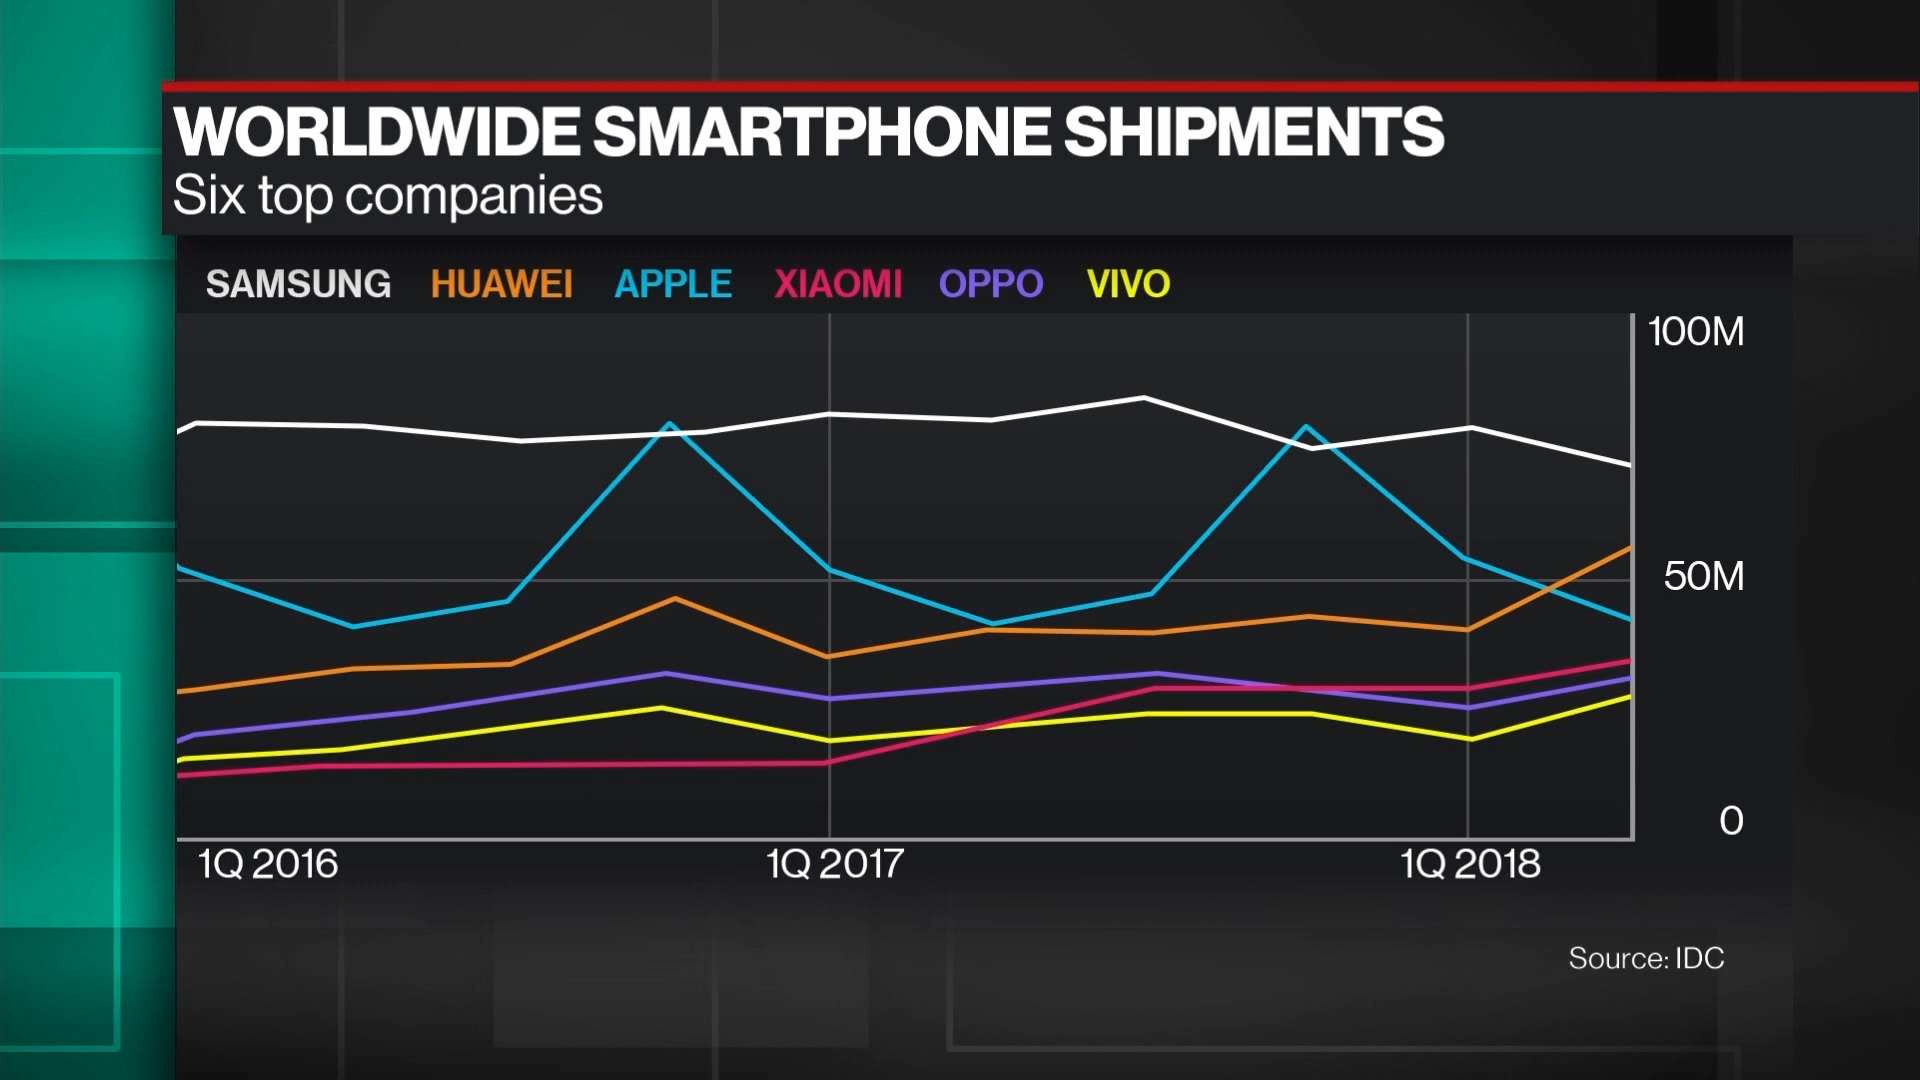 WORLDWIDE SMARTPHONE SHIPMENTS
Six top companies
SAMSUNG HUAWEI APPLE XIAOMI OPPO VIVO
100M
50M
0
1Q 2016 1Q 2017 1Q 2018
Source: IDC